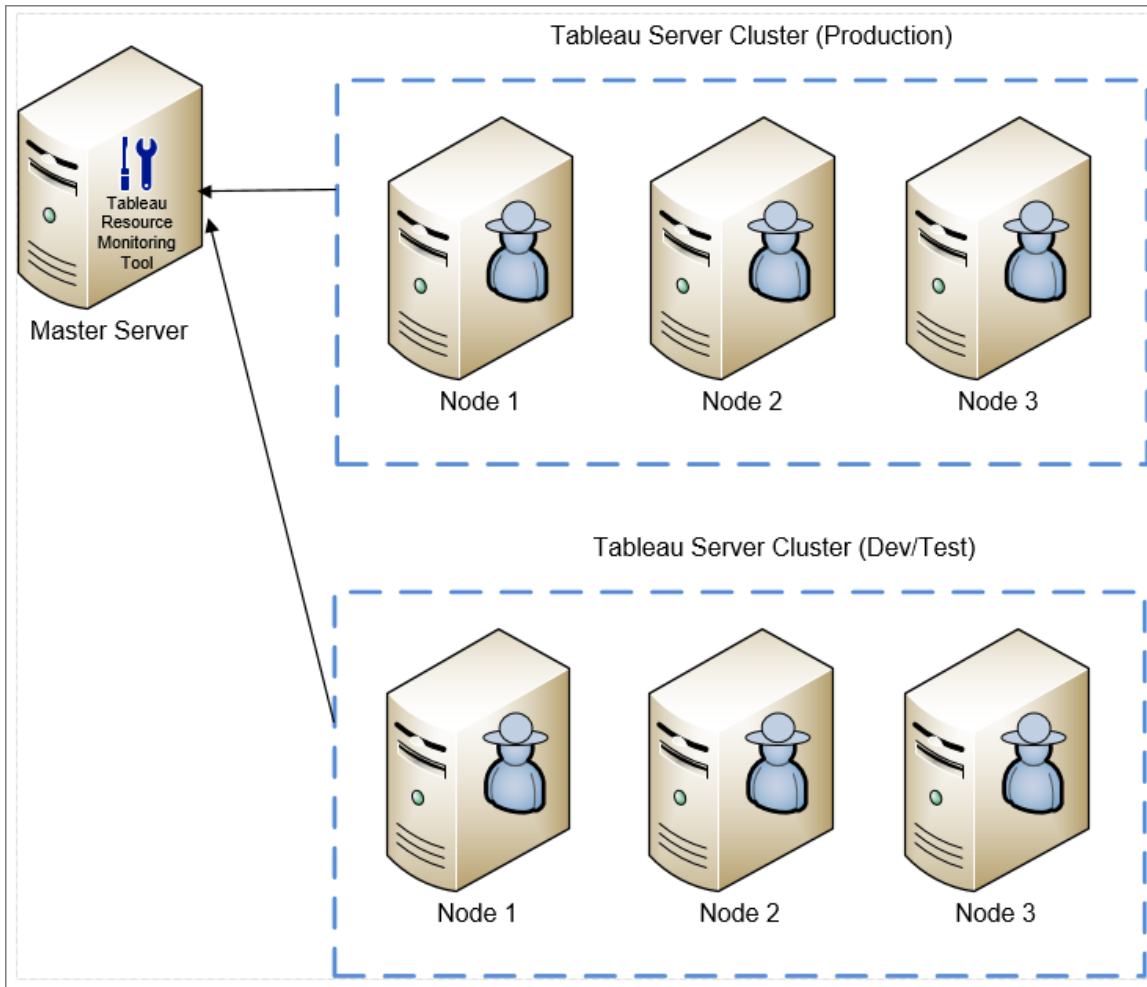 Tableau Server Cluster (Production)
Tableau
Resource
Monitoring
Tool
Master Server
Node 1
Node 2
Node 3
Tableau Server Cluster (Dev/Test)
Node 1
Node 2
Node 3